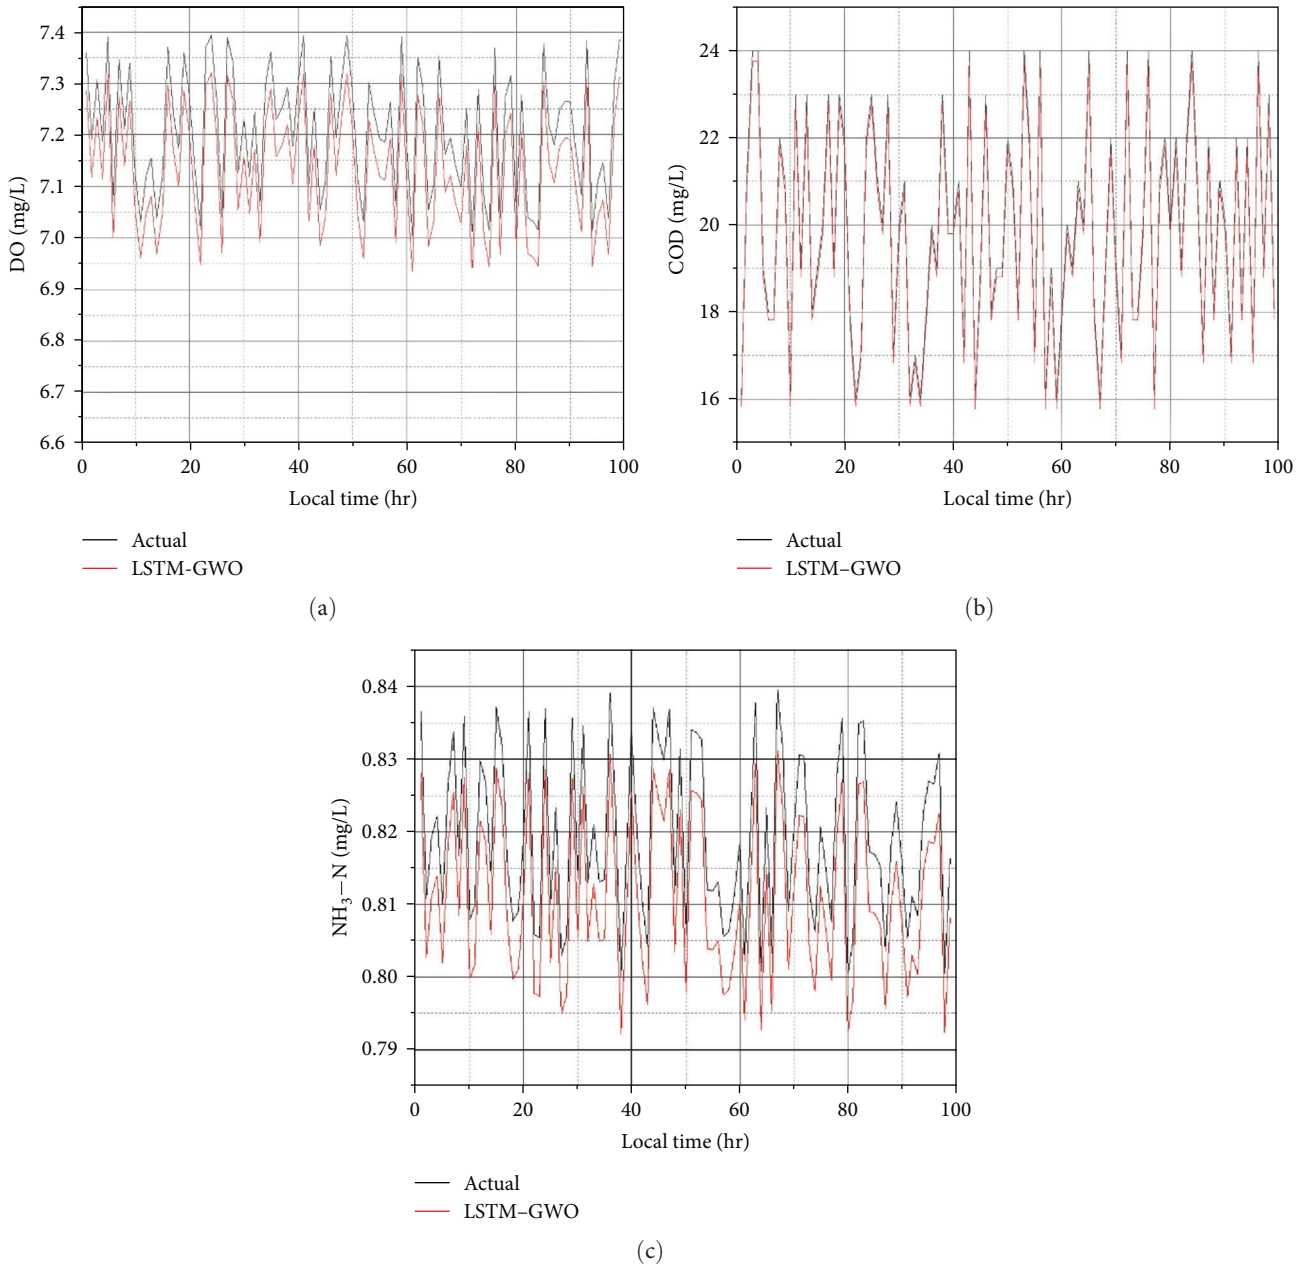 DO (mg/L)
7.4
7.3
7.2
7.1
7.0
6.9
6.8
6.7
6.6
0 20 40 60 80 100
Local time (hr)
Actual
LSTM-GWO
(a)
COD (mg/L)
24
22
20
18
16
0 20 40 60 80 100
Local time (hr)
Actual
LSTM–GWO
(b)
NH₃—N (mg/L)
0.84
0.83
0.82
0.81
0.80
0.79
0 20 40 60 80 100
Local time (hr)
Actual
LSTM–GWO
(c)